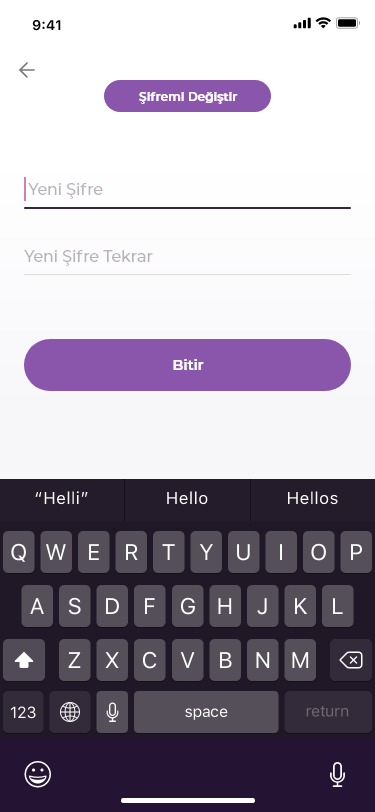 9:41
Şifremi Değiştir
Yeni Şifre
Yeni Şifre Tekrar
Bitir
“Helli” Hello Hellos
Q W E R T Y U I O P
A S D F G H J K L
Z X C V B N M
123 space return